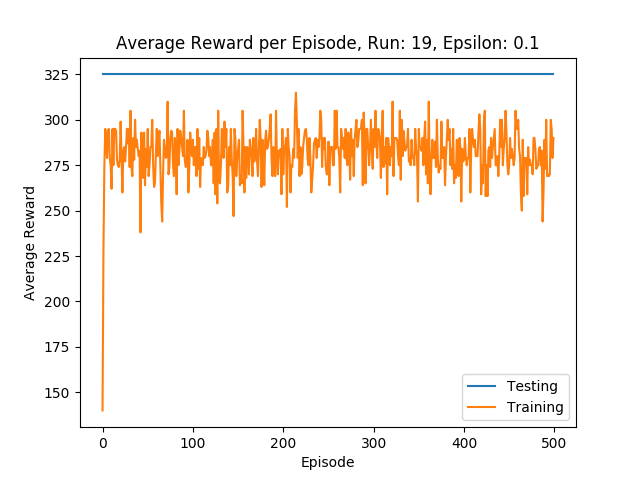 Average Reward per Episode, Run: 19, Epsilon: 0.1
Average Reward
325
300
275
250
225
200
175
150
0
100
200
300
400
500
Episode
Testing
Training